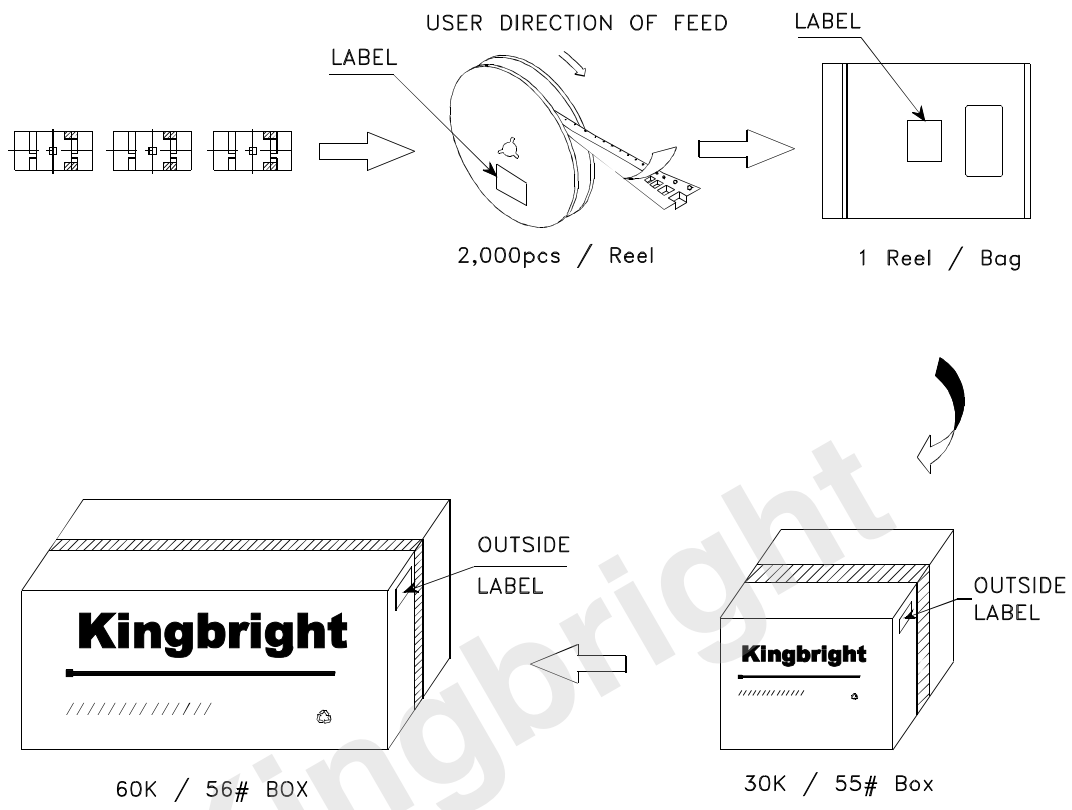 USER DIRECTION OF FEED
LABEL
LABEL
2,000pcs / Reel
1 Reel / Bag
OUTSIDE
LABEL
Kingbright
60K / 56# BOX
OUTSIDE
LABEL
Kingbright
30K / 55# Box
Kingbright